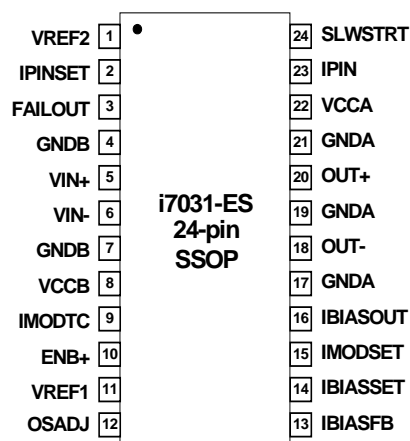 VREF2 1
IPINSET 2
FAILOUT 3
GNDB 4
VIN+ 5
VIN- 6
GNDB 7
VCCB 8
IMODTC 9
ENB+ 10
VREF1 11
OSADJ 12
i7031-ES
24-pin
SSOP
24 SLWSTRT
23 IPIN
22 VCCA
21 GNDA
20 OUT+
19 GNDA
18 OUT-
17 GNDA
16 IBIASOUT
15 IMODSET
14 IBIASSET
13 IBIASFB